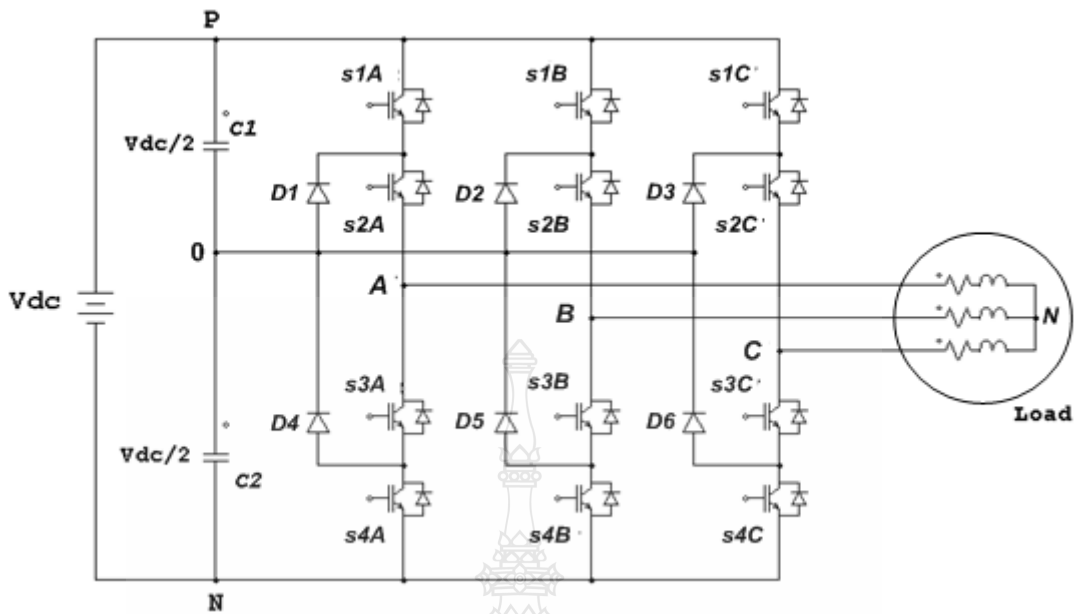 P
s1A
s1B
s1C
Vdc/2
C1
D1
D2
D3
s2A
s2B
s2C
0
A
Vdc
B
N
C
s3A
s3B
s3C
Load
D4
D5
D6
Vdc/2
C2
s4A
s4B
s4C
N